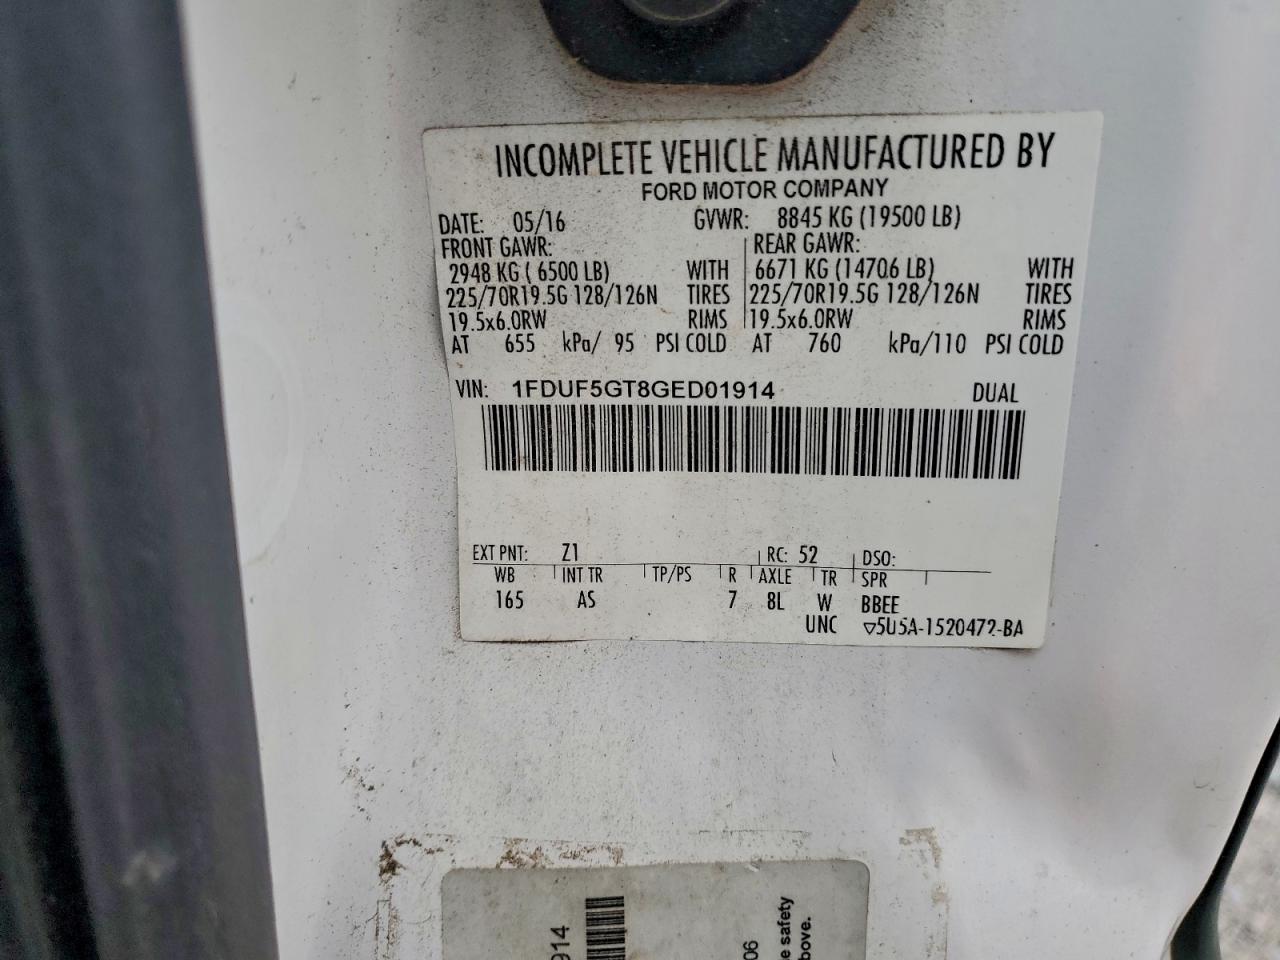 INCOMPLETE VEHICLE MANUFACTURED BY
FORD MOTOR COMPANY
DATE: 05/16 GVWR: 8845 KG (19500 LB)
FRONT GAWR: REAR GAWR:
2948 KG ( 6500 LB) WITH 6671 KG (14706 LB) WITH
225/70R19.5G 128/126N TIRES 225/70R19.5G 128/126N TIRES
19.5x6.0RW RIMS 19.5x6.0RW RIMS
AT 655 kPa/ 95 PSI COLD AT 760 kPa/110 PSI COLD
VIN: 1FDUF5GT8GED01914 DUAL
EXT PNT: Z1 RC: 52 DSO:
WB INT TR TP/PS R AXLE TR SPR
165 AS 7 8L W BBEE
UNC ▽5U5A-1520472-BA
914
06
e safety
bove.